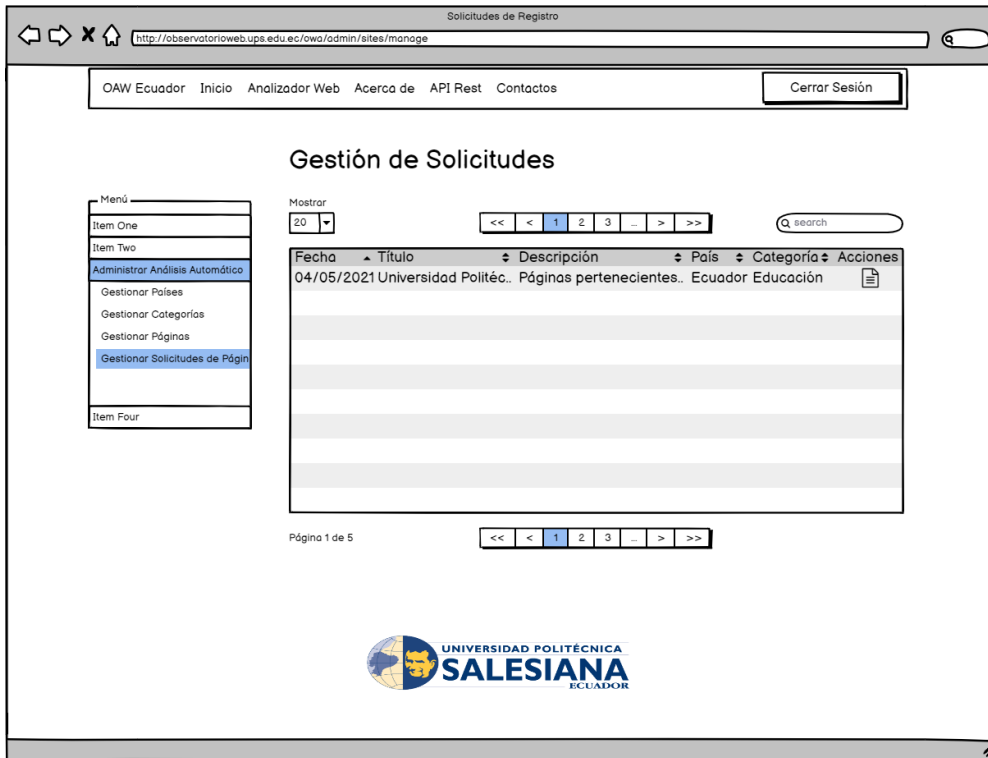 Solicitudes de Registro
http://observatorioweb.ups.edu.ec/owa/admin/sites/manage
OAW Ecuador Inicio Analizador Web Acerca de API Rest Contactos Cerrar Sesión
Gestión de Solicitudes
Menú
Item One
Item Two
Administrar Análisis Automático
Gestionar Países
Gestionar Categorías
Gestionar Páginas
Gestionar Solicitudes de Págin
Item Four
Mostrar
20 << < 1 2 3 ... > >> search
Fecha Título Descripción País Categoría Acciones
04/05/2021 Universidad Politéc.. Páginas pertenecientes.. Ecuador Educación
Página 1 de 5 << < 1 2 3 ... > >>
UNIVERSIDAD POLITÉCNICA
SALESIANA
ECUADOR